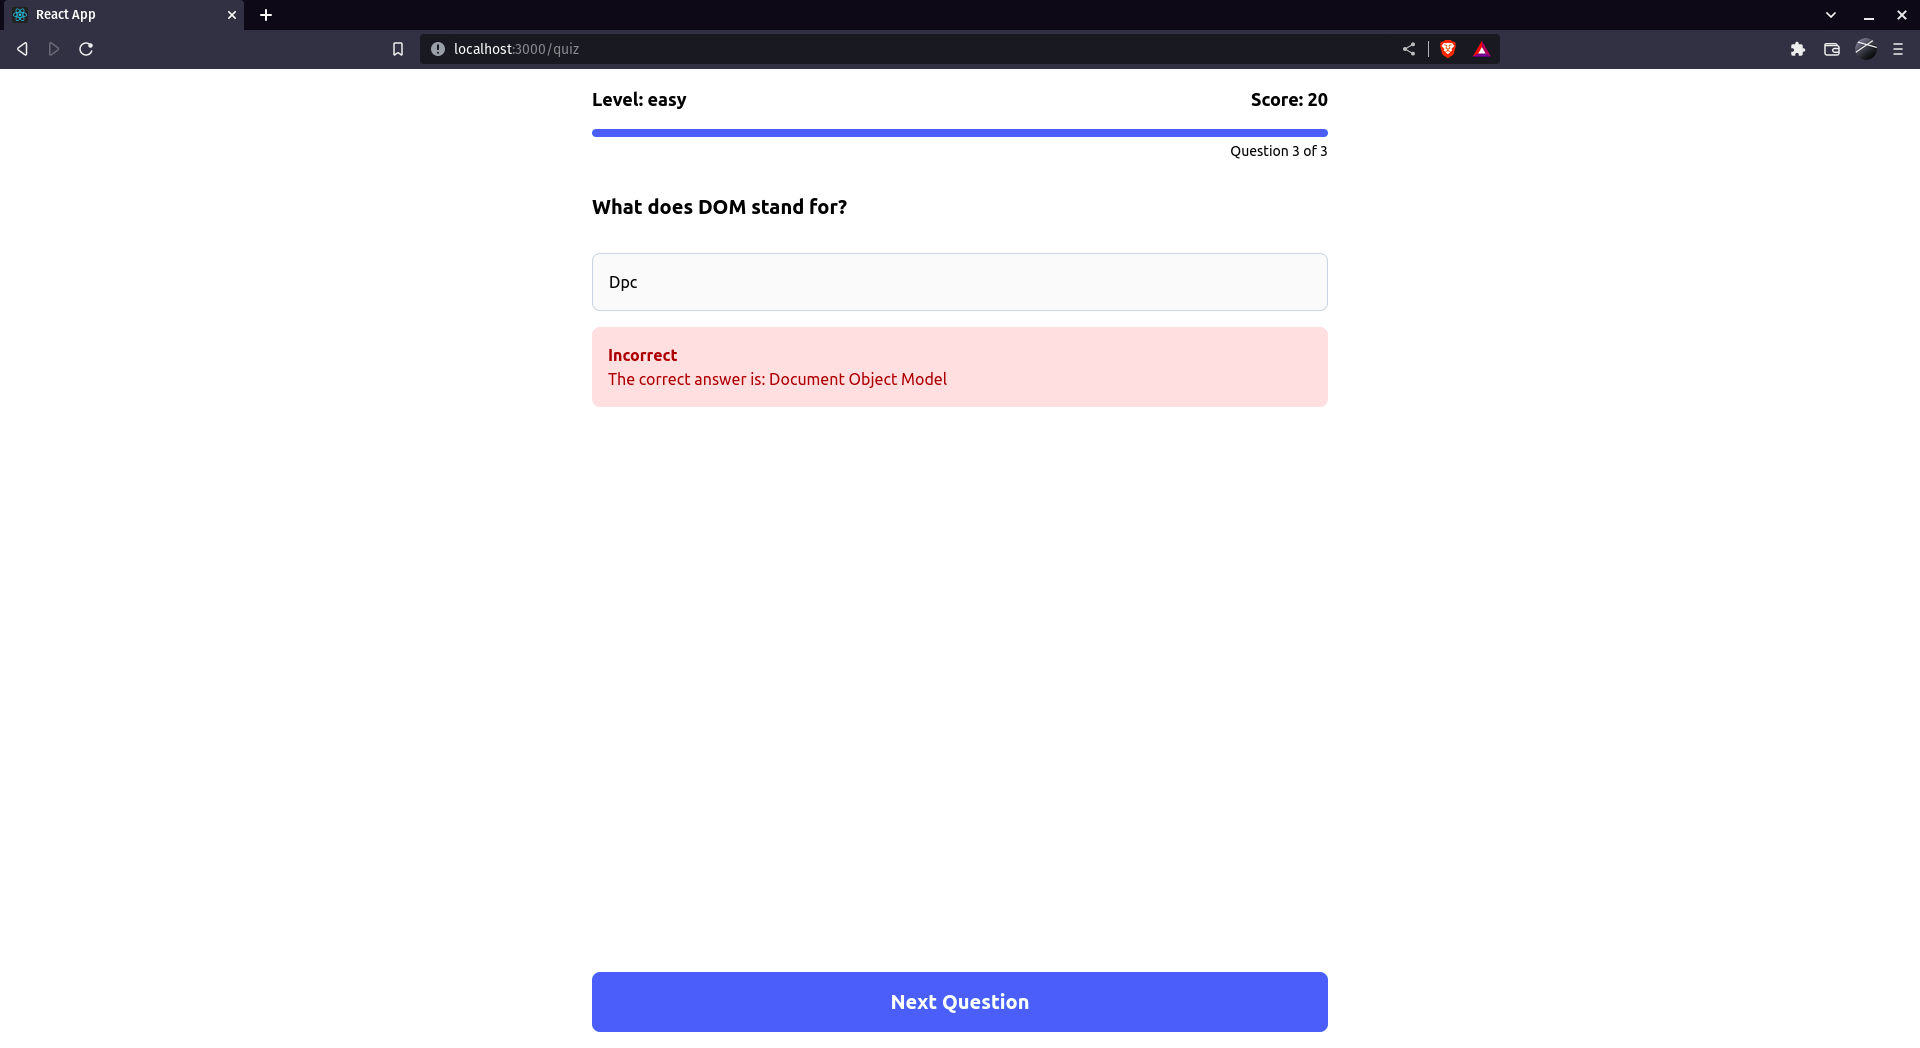 React App
localhost:3000/quiz
Level: easy
Score: 20
Question 3 of 3
What does DOM stand for?
Dpc
Incorrect
The correct answer is: Document Object Model
Next Question